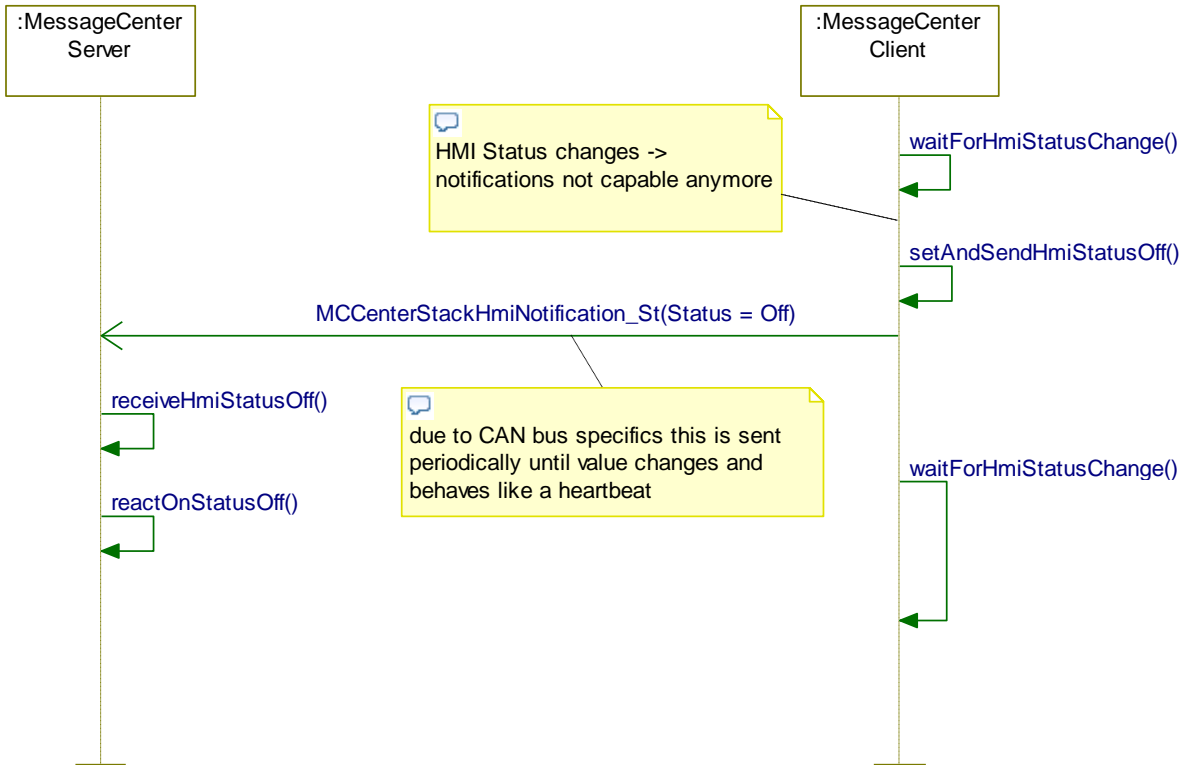 :MessageCenter
Server
:MessageCenter
Client
waitForHmiStatusChange()
HMI Status changes ->
notifications not capable anymore
setAndSendHmiStatusOff()
MCCenterStackHmiNotification_St(Status = Off)
receiveHmiStatusOff()
due to CAN bus specifics this is sent
periodically until value changes and
behaves like a heartbeat
waitForHmiStatusChange()
reactOnStatusOff()